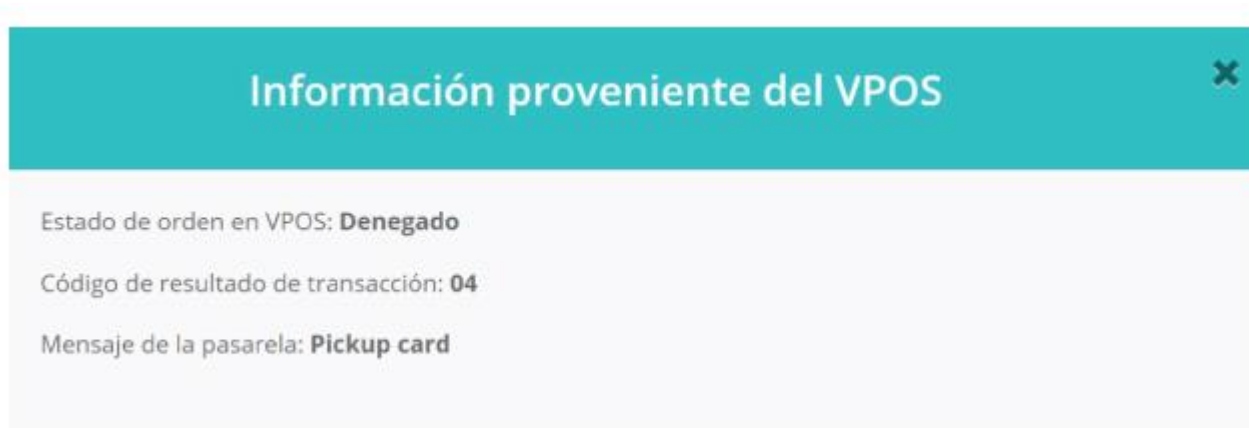 Información proveniente del VPOS
Estado de orden en VPOS: Denegado
Código de resultado de transacción: 04
Mensaje de la pasarela: Pickup card